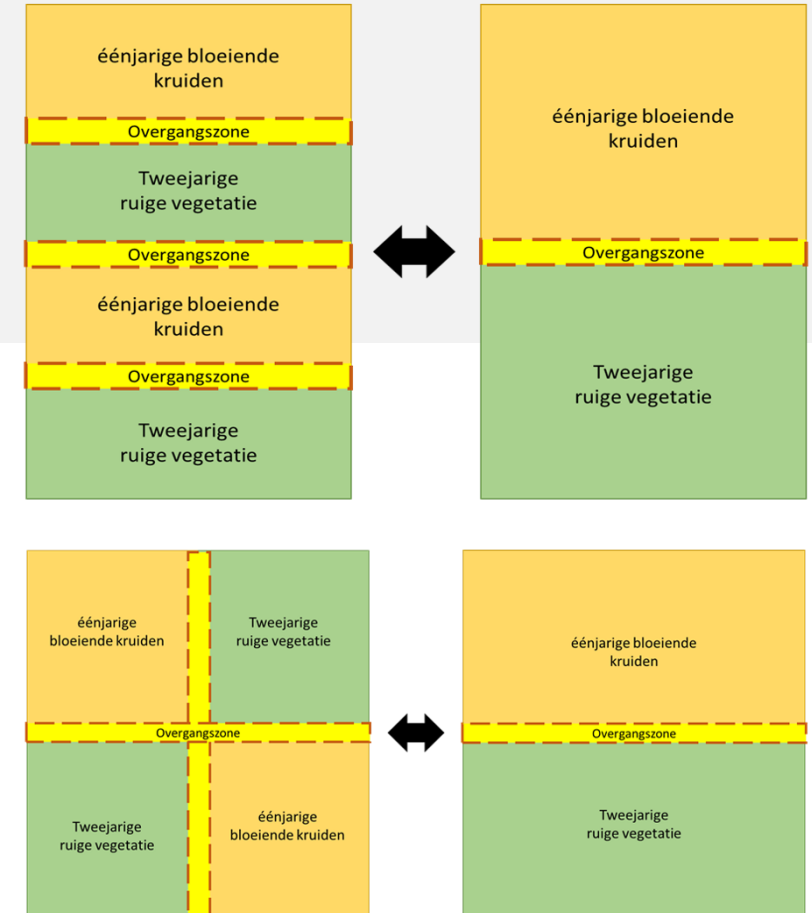 éénjarige bloeiende
kruiden
Overgangszone
Tweejarige
ruige vegetatie
Overgangszone
éénjarige bloeiende
kruiden
Overgangszone
Tweejarige
ruige vegetatie
éénjarige bloeiende
kruiden
Overgangszone
Tweejarige
ruige vegetatie
éénjarige
bloeiende kruiden
Tweejarige
ruige vegetatie
Overgangszone
Tweejarige
ruige vegetatie
éénjarige
bloeiende kruiden
éénjarige bloeiende
kruiden
Overgangszone
Tweejarige
ruige vegetatie